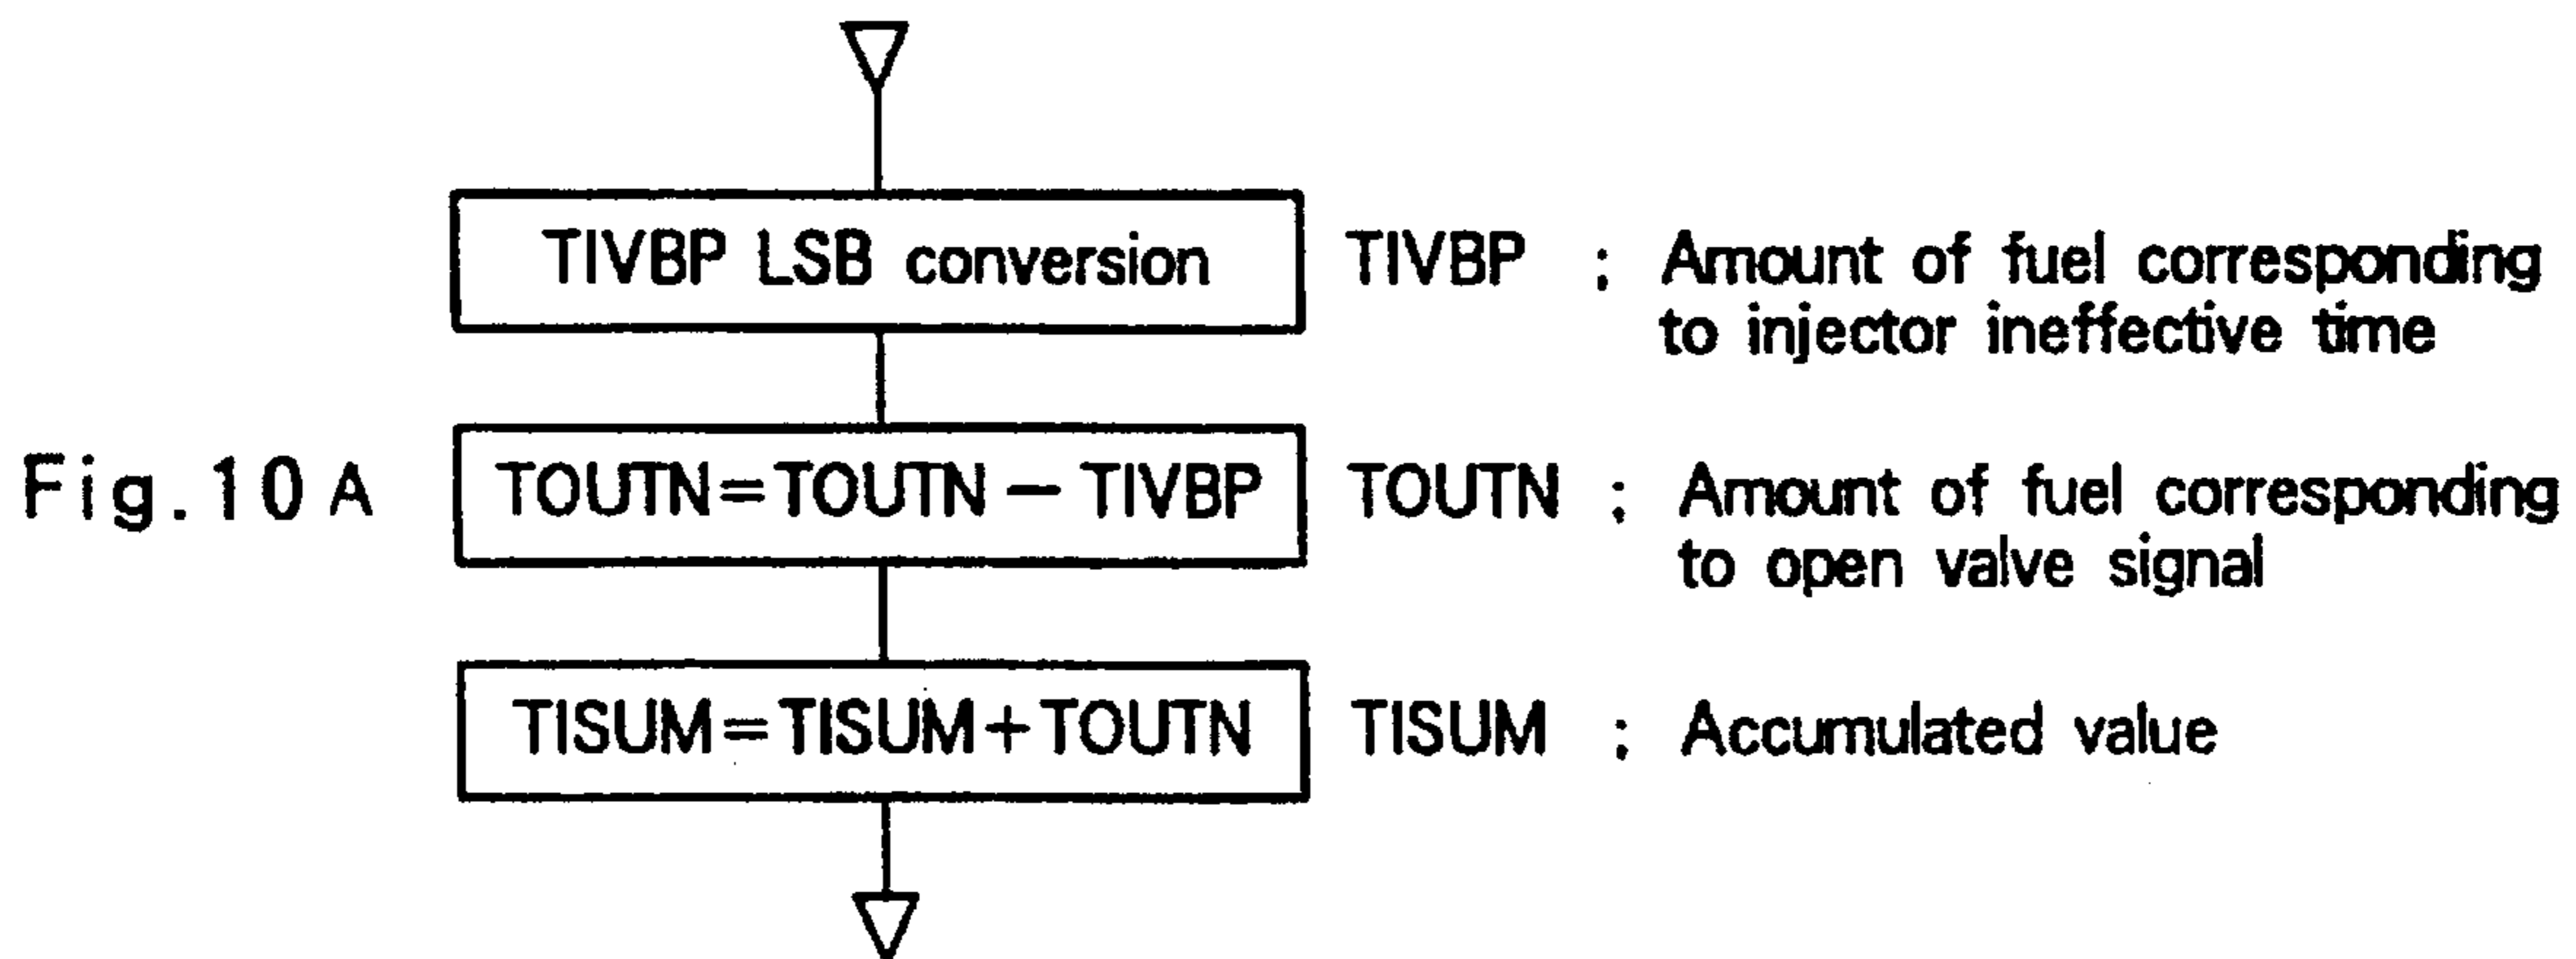 TIVBP LSB conversion TIVBP ; Amount of fuel corresponding
to injector ineffective time
Fig.10A TOUTN=TOUTN－TIVBP TOUTN ; Amount of fuel corresponding
to open valve signal
TISUM=TISUM+TOUTN TISUM ; Accumulated value